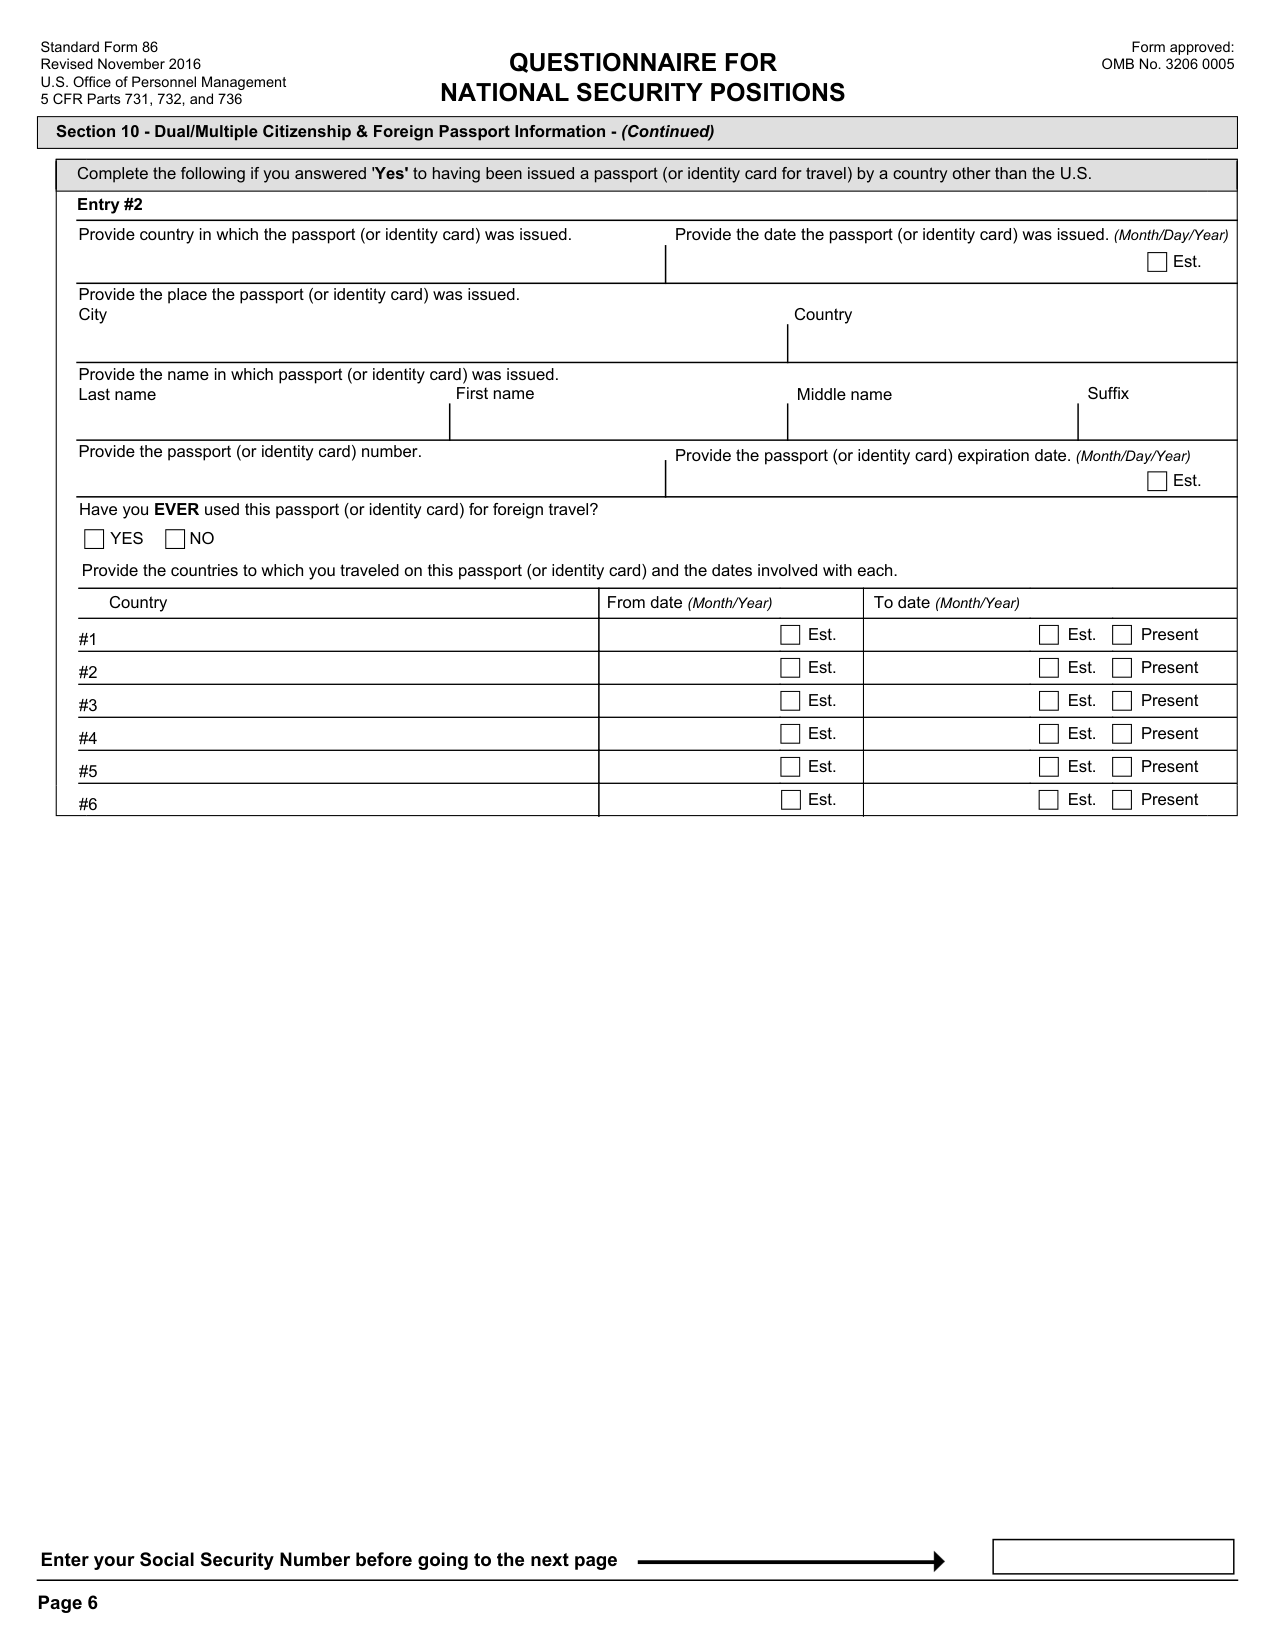 Standard Form 86
Revised November 2016
U.S. Office of Personnel Management
5 CFR Parts 731, 732, and 736
QUESTIONNAIRE FOR
NATIONAL SECURITY POSITIONS
Form approved:
OMB No. 3206 0005
Section 10 - Dual/Multiple Citizenship & Foreign Passport Information - (Continued)
Complete the following if you answered 'Yes' to having been issued a passport (or identity card for travel) by a country other than the U.S.
Entry #2
Provide country in which the passport (or identity card) was issued.
Provide the date the passport (or identity card) was issued. (Month/Day/Year)
Est.
Provide the place the passport (or identity card) was issued.
City Country
Provide the name in which passport (or identity card) was issued.
Last name First name Middle name Suffix
Provide the passport (or identity card) number.
Provide the passport (or identity card) expiration date. (Month/Day/Year)
Est.
Have you EVER used this passport (or identity card) for foreign travel?
YES NO
Provide the countries to which you traveled on this passport (or identity card) and the dates involved with each.
Country From date (Month/Year) To date (Month/Year)
#1 Est. Est. Present
#2 Est. Est. Present
#3 Est. Est. Present
#4 Est. Est. Present
#5 Est. Est. Present
#6 Est. Est. Present
Enter your Social Security Number before going to the next page
Page 6